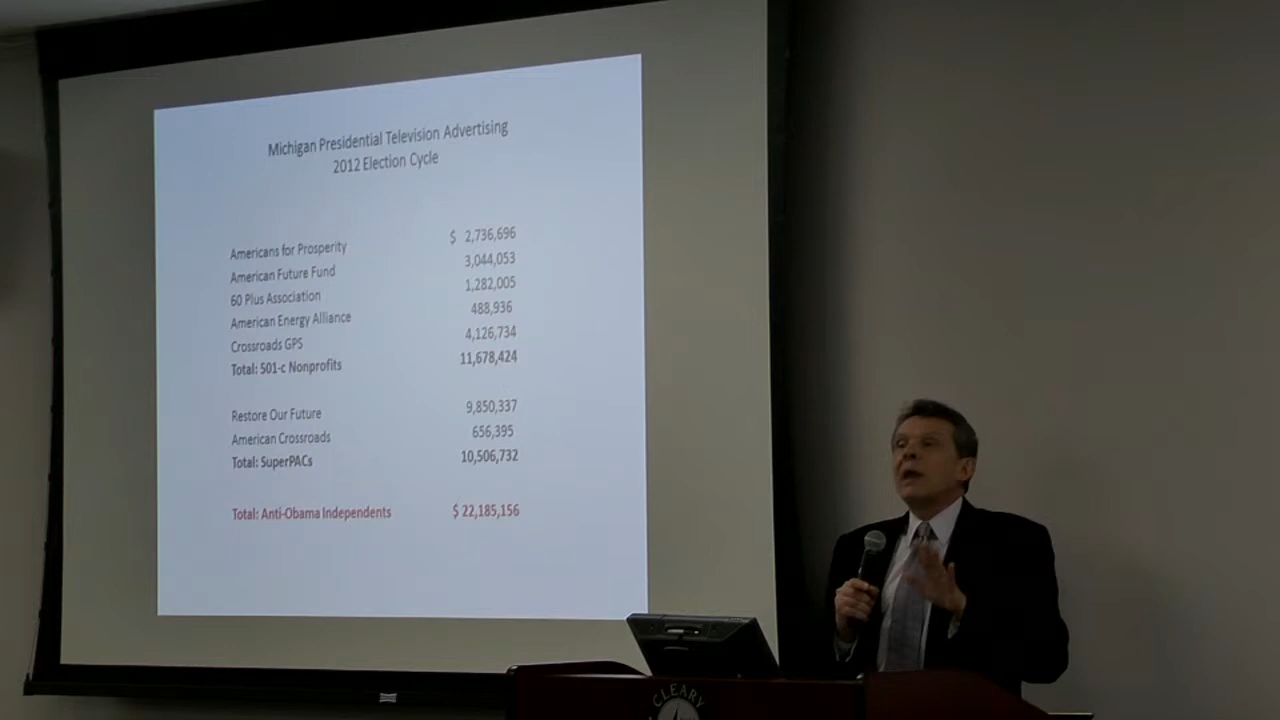 Michigan Presidential Television Advertising
2012 Election Cycle
Americans for Prosperity $ 2,736,696
American Future Fund 3,044,053
60 Plus Association 1,282,005
American Energy Alliance 488,936
Crossroads GPS 4,126,734
Total: 501-c Nonprofits 11,678,424
Restore Our Future 9,850,337
American Crossroads 656,395
Total: SuperPACs 10,506,732
Total: Anti-Obama Independents $ 22,185,156
CLEARY